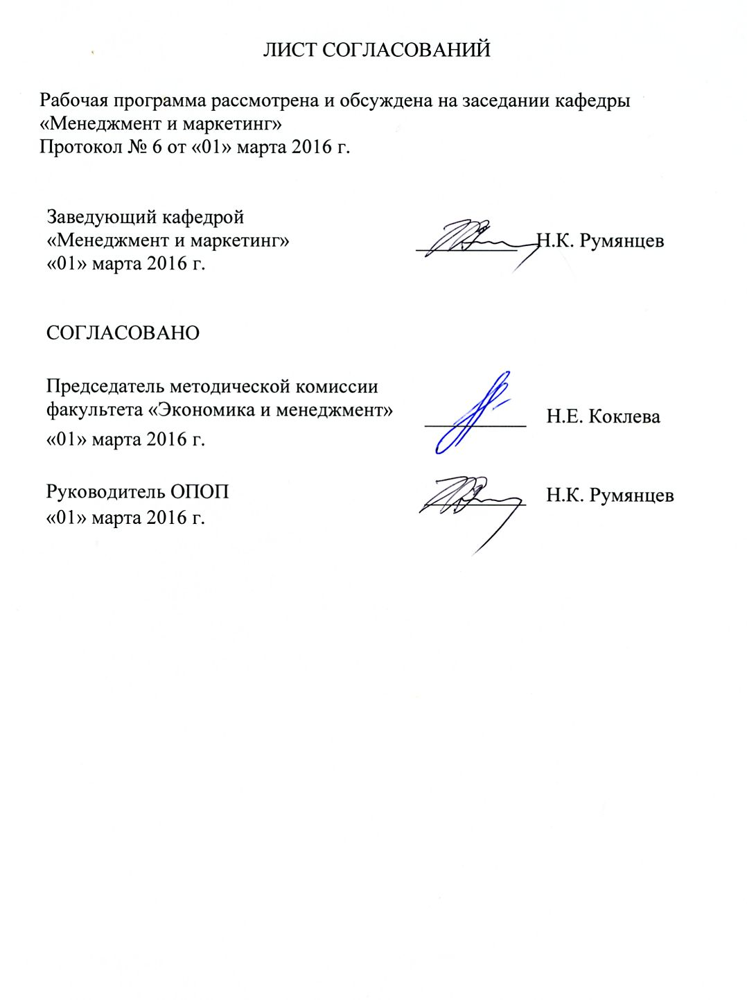 ЛИСТ СОГЛАСОВАНИЙ
Рабочая программа рассмотрена и обсуждена на заседании кафедры
«Менеджмент и маркетинг»
Протокол № 6 от «01» марта 2016 г.
Заведующий кафедрой
«Менеджмент и маркетинг» Н.К. Румянцев
«01» марта 2016 г.
СОГЛАСОВАНО
Председатель методической комиссии
факультета «Экономика и менеджмент» Н.Е. Коклева
«01» марта 2016 г.
Руководитель ОПОП Н.К. Румянцев
«01» марта 2016 г.